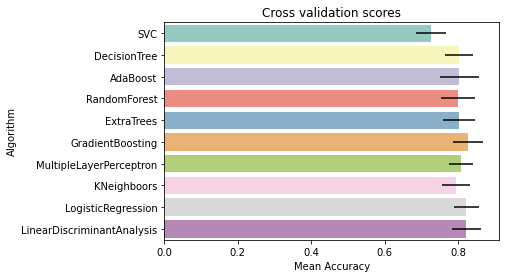 Cross validation scores
Algorithm
SVC
DecisionTree
AdaBoost
RandomForest
ExtraTrees
GradientBoosting
MultipleLayerPerceptron
KNeighboors
LogisticRegression
LinearDiscriminantAnalysis
0.0 0.2 0.4 0.6 0.8
Mean Accuracy